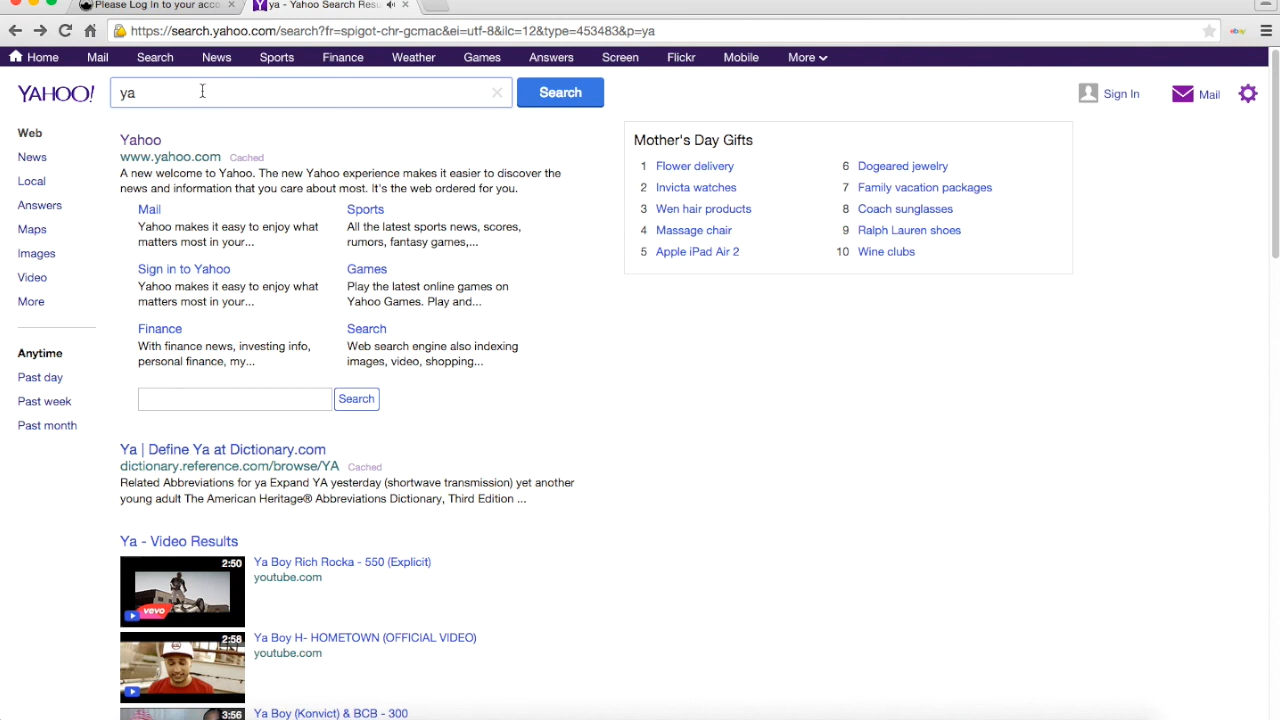 Please Log In to your acco
ya - Yahoo Search Resu
https://search.yahoo.com/search?fr=spigot-chr-gcmac&ei=utf-8&ilc=12&type=453483&p=ya
ebay
Home Mail Search News Sports Finance Weather Games Answers Screen Flickr Mobile More
YAHOO!
ya
Search
Sign In
Mail
Web
News
Local
Answers
Maps
Images
Video
More
Anytime
Past day
Past week
Past month
Yahoo
www.yahoo.com Cached
A new welcome to Yahoo. The new Yahoo experience makes it easier to discover the
news and information that you care about most. It's the web ordered for you.
Mail
Yahoo makes it easy to enjoy what
matters most in your...
Sports
All the latest sports news, scores,
rumors, fantasy games,...
Sign in to Yahoo
Yahoo makes it easy to enjoy what
matters most in your...
Games
Play the latest online games on
Yahoo Games. Play and...
Finance
With finance news, investing info,
personal finance, my...
Search
Web search engine also indexing
images, video, shopping...
Search
Ya | Define Ya at Dictionary.com
dictionary.reference.com/browse/YA Cached
Related Abbreviations for ya Expand YA yesterday (shortwave transmission) yet another
young adult The American Heritage® Abbreviations Dictionary, Third Edition ...
Ya - Video Results
2:50
vevo
Ya Boy Rich Rocka - 550 (Explicit)
youtube.com
2:58
Ya Boy H- HOMETOWN (OFFICIAL VIDEO)
youtube.com
3:56
Ya Boy (Konvict) & BCB - 300
Mother's Day Gifts
1 Flower delivery
2 Invicta watches
3 Wen hair products
4 Massage chair
5 Apple iPad Air 2
6 Dogeared jewelry
7 Family vacation packages
8 Coach sunglasses
9 Ralph Lauren shoes
10 Wine clubs